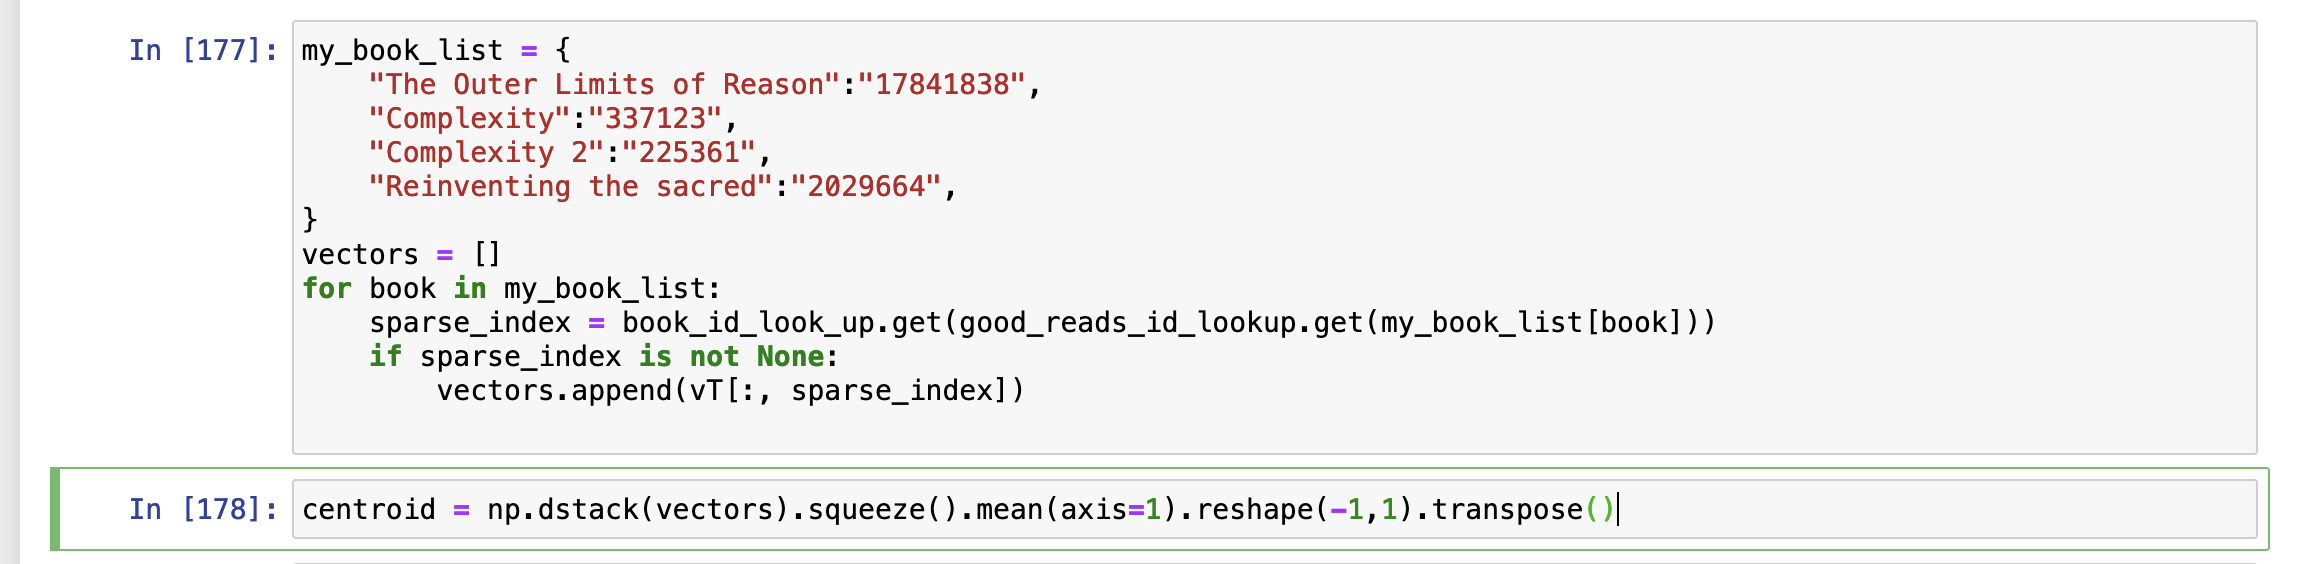 In [177]: my_book_list = {
    "The Outer Limits of Reason":"17841838",
    "Complexity":"337123",
    "Complexity 2":"225361",
    "Reinventing the sacred":"2029664",
}
vectors = []
for book in my_book_list:
    sparse_index = book_id_look_up.get(good_reads_id_lookup.get(my_book_list[book]))
    if sparse_index is not None:
        vectors.append(vT[:, sparse_index])
In [178]: centroid = np.dstack(vectors).squeeze().mean(axis=1).reshape(-1,1).transpose()